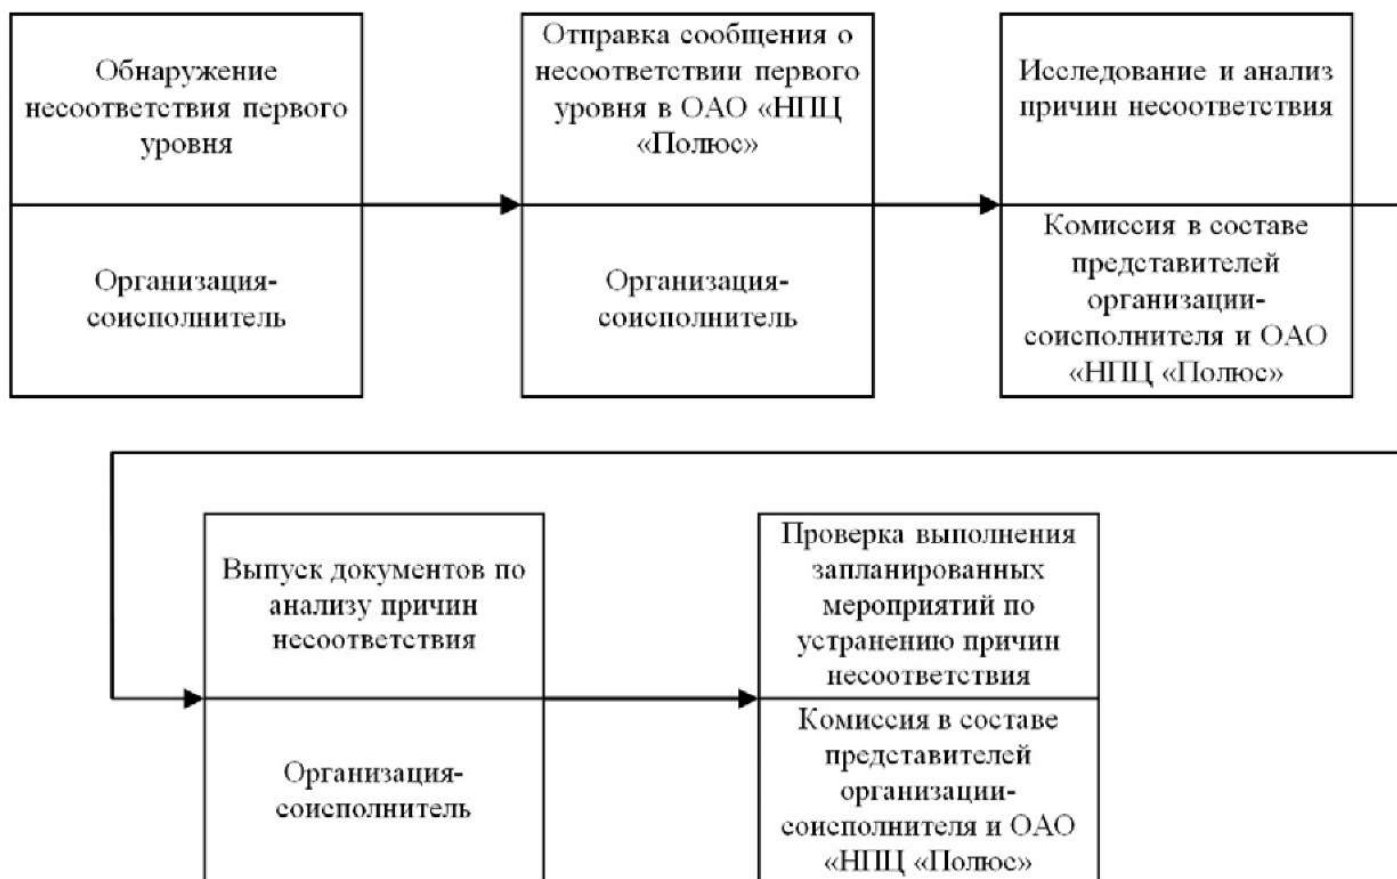 Обнаружение
несоответствия первого
уровня
Организация-
соисполнитель
Отправка сообщения о
несоответствии первого
уровня в ОАО «НПЦ
«Полюс»
Организация-
соисполнитель
Исследование и анализ
причин несоответствия
Комиссия в составе
представителей
организации-
соисполнителя и ОАО
«НПЦ «Полюс»
Выпуск документов по
анализу причин
несоответствия
Организация-
соисполнитель
Проверка выполнения
запланированных
мероприятий по
устранению причин
несоответствия
Комиссия в составе
представителей
организации-
соисполнителя и ОАО
«НПЦ «Полюс»